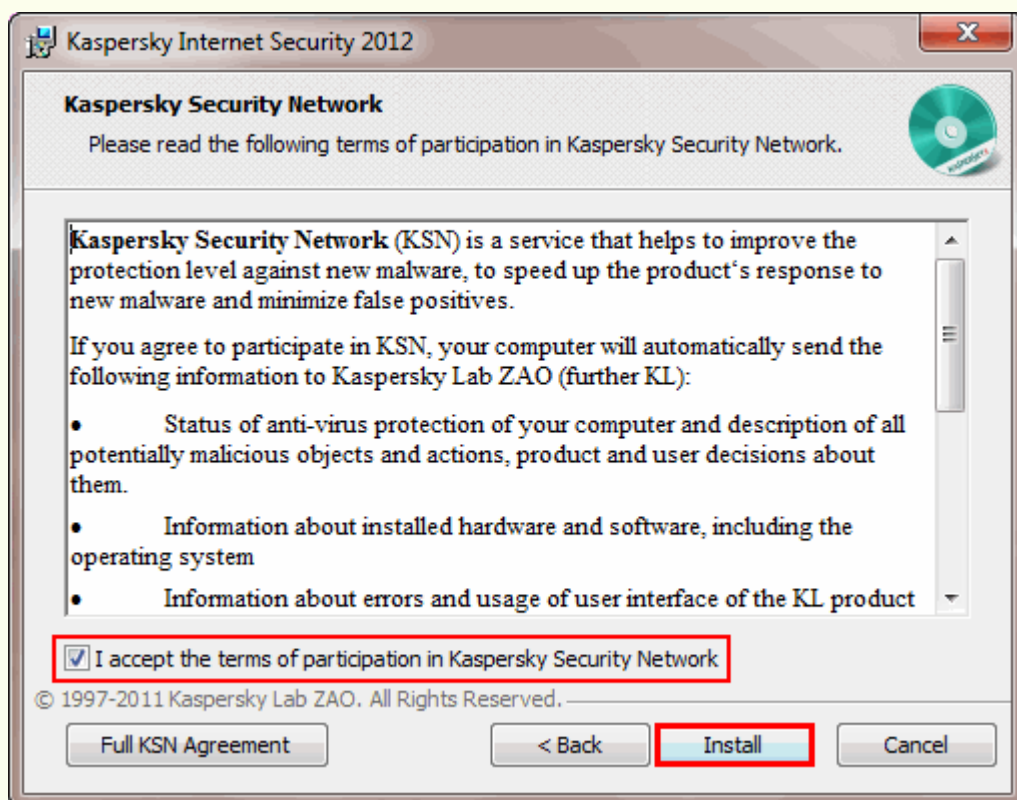 Kaspersky Internet Security 2012
Kaspersky Security Network
Please read the following terms of participation in Kaspersky Security Network.
KASPERSKY
Kaspersky Security Network (KSN) is a service that helps to improve the
protection level against new malware, to speed up the product‘s response to
new malware and minimize false positives.
If you agree to participate in KSN, your computer will automatically send the
following information to Kaspersky Lab ZAO (further KL):
• Status of anti-virus protection of your computer and description of all
potentially malicious objects and actions, product and user decisions about
them.
• Information about installed hardware and software, including the
operating system
• Information about errors and usage of user interface of the KL product
I accept the terms of participation in Kaspersky Security Network
© 1997-2011 Kaspersky Lab ZAO. All Rights Reserved.
Full KSN Agreement
< Back
Install
Cancel